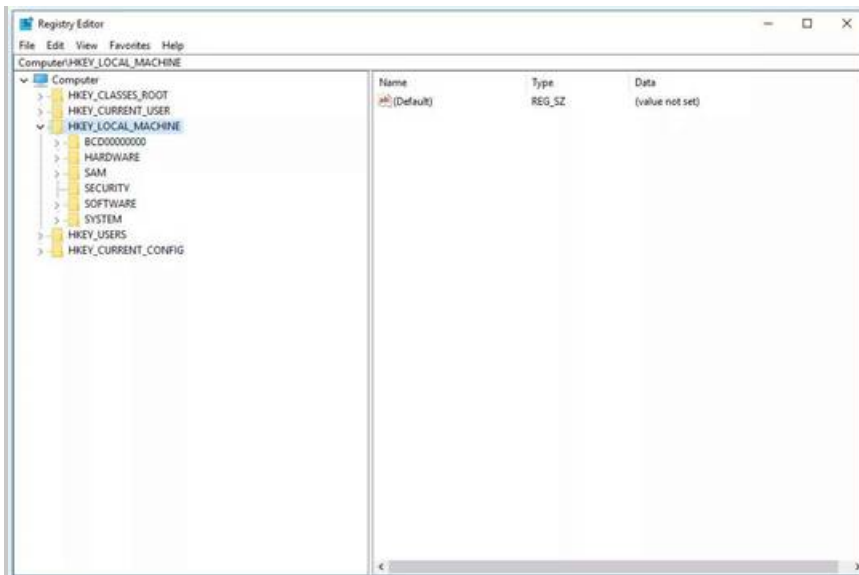 Registry Editor
File Edit View Favorites Help
Computer\HKEY_LOCAL_MACHINE
Computer
HKEY_CLASSES_ROOT
HKEY_CURRENT_USER
HKEY_LOCAL_MACHINE
BCD00000000
HARDWARE
SAM
SECURITY
SOFTWARE
SYSTEM
HKEY_USERS
HKEY_CURRENT_CONFIG
Name Type Data
ab (Default) REG_SZ (value not set)